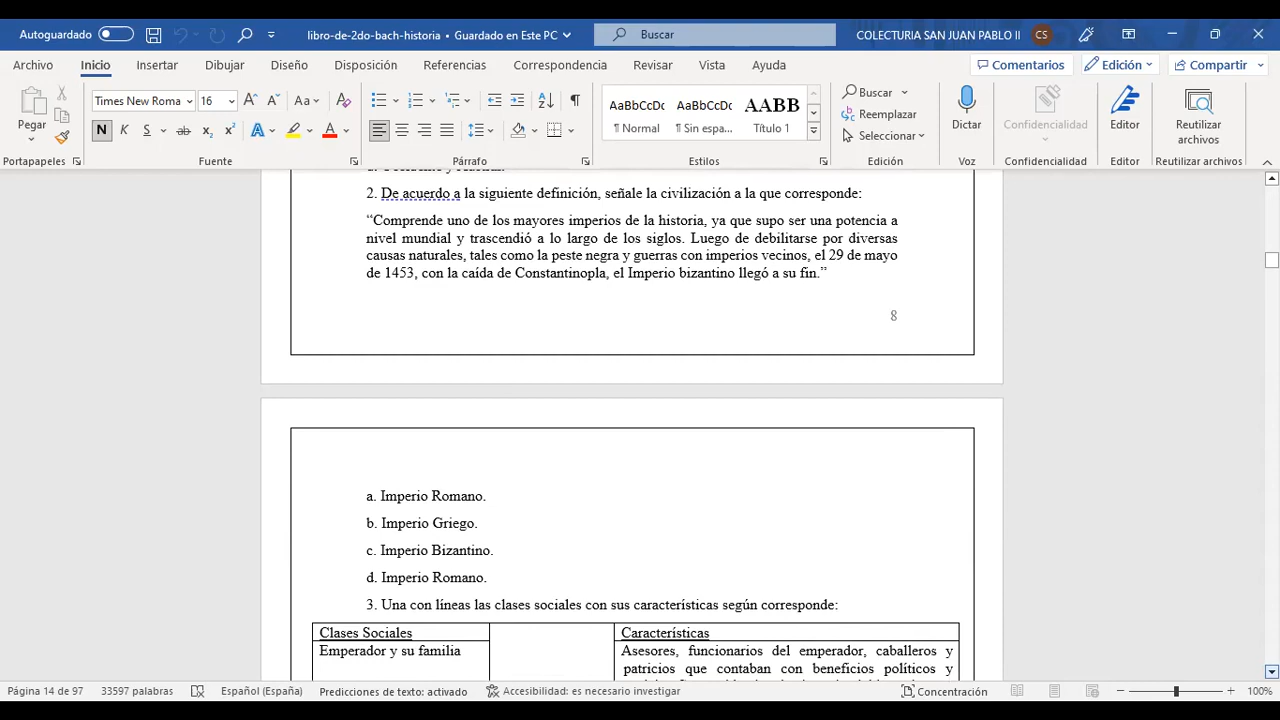 Autoguardado
libro-de-2do-bach-historia • Guardado en Este PC
Buscar
COLECTURIA SAN JUAN PABLO II
CS
Archivo Inicio Insertar Dibujar Diseño Disposición Referencias Correspondencia Revisar Vista Ayuda
Comentarios
Edición
Compartir
Pegar
Times New Roma
16
Aa
N K S ab x₂ x² A A
AaBbCcDc AaBbCcDc AABB
¶ Normal ¶ Sin espa... Título 1
Buscar
Reemplazar
Seleccionar
Dictar
Confidencialidad
Editor
Reutilizar
archivos
Portapapeles Fuente Párrafo Estilos Edición Voz Confidencialidad Editor Reutilizar archivos
2. De acuerdo a la siguiente definición, señale la civilización a la que corresponde:
“Comprende uno de los mayores imperios de la historia, ya que supo ser una potencia a
nivel mundial y trascendió a lo largo de los siglos. Luego de debilitarse por diversas
causas naturales, tales como la peste negra y guerras con imperios vecinos, el 29 de mayo
de 1453, con la caída de Constantinopla, el Imperio bizantino llegó a su fin.”
8
a. Imperio Romano.
b. Imperio Griego.
c. Imperio Bizantino.
d. Imperio Romano.
3. Una con líneas las clases sociales con sus características según corresponde:
Clases Sociales
Características
Emperador y su familia
Asesores, funcionarios del emperador, caballeros y
patricios que contaban con beneficios políticos y
Página 14 de 97 33597 palabras Español (España) Predicciones de texto: activado Accesibilidad: es necesario investigar Concentración 100%